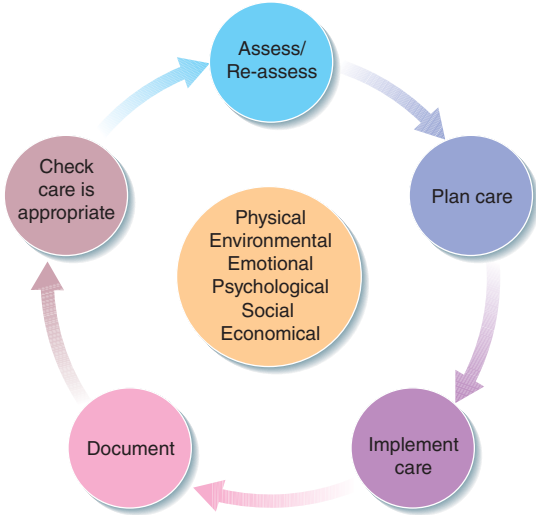 Assess/
Re-assess
Plan care
Implement
care
Document
Check
care is
appropriate
Physical
Environmental
Emotional
Psychological
Social
Economical